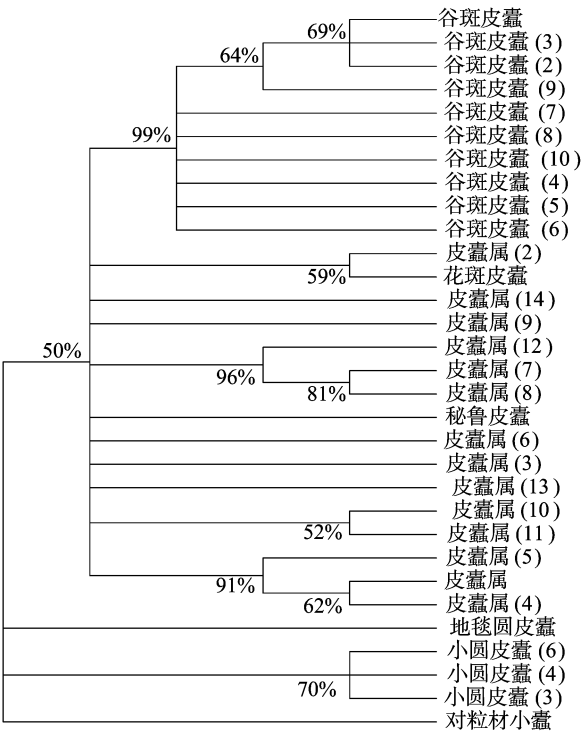 谷斑皮蠹
69%
谷斑皮蠹 (3)
64%
谷斑皮蠹 (2)
谷斑皮蠹 (9)
谷斑皮蠹 (7)
99%
谷斑皮蠹 (8)
谷斑皮蠹 (10)
谷斑皮蠹 (4)
谷斑皮蠹 (5)
谷斑皮蠹 (6)
皮蠹属 (2)
59%
花斑皮蠹
皮蠹属 (14)
皮蠹属 (9)
50%
皮蠹属 (12)
96%
皮蠹属 (7)
81%
皮蠹属 (8)
秘鲁皮蠹
皮蠹属 (6)
皮蠹属 (3)
皮蠹属 (13)
皮蠹属 (10)
52%
皮蠹属 (11)
皮蠹属 (5)
91%
皮蠹属
62%
皮蠹属 (4)
地毯圆皮蠹
小圆皮蠹 (6)
小圆皮蠹 (4)
70%
小圆皮蠹 (3)
对粒材小蠹